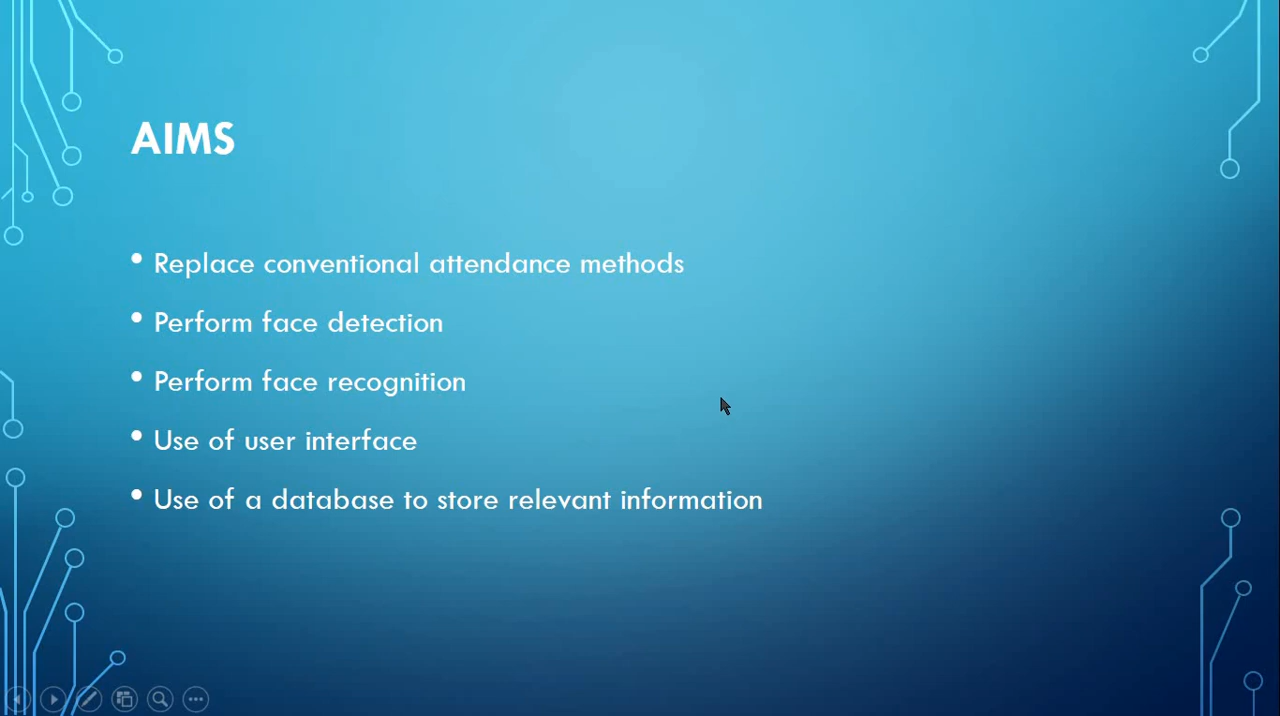 AIMS
• Replace conventional attendance methods
• Perform face detection
• Perform face recognition
• Use of user interface
• Use of a database to store relevant information